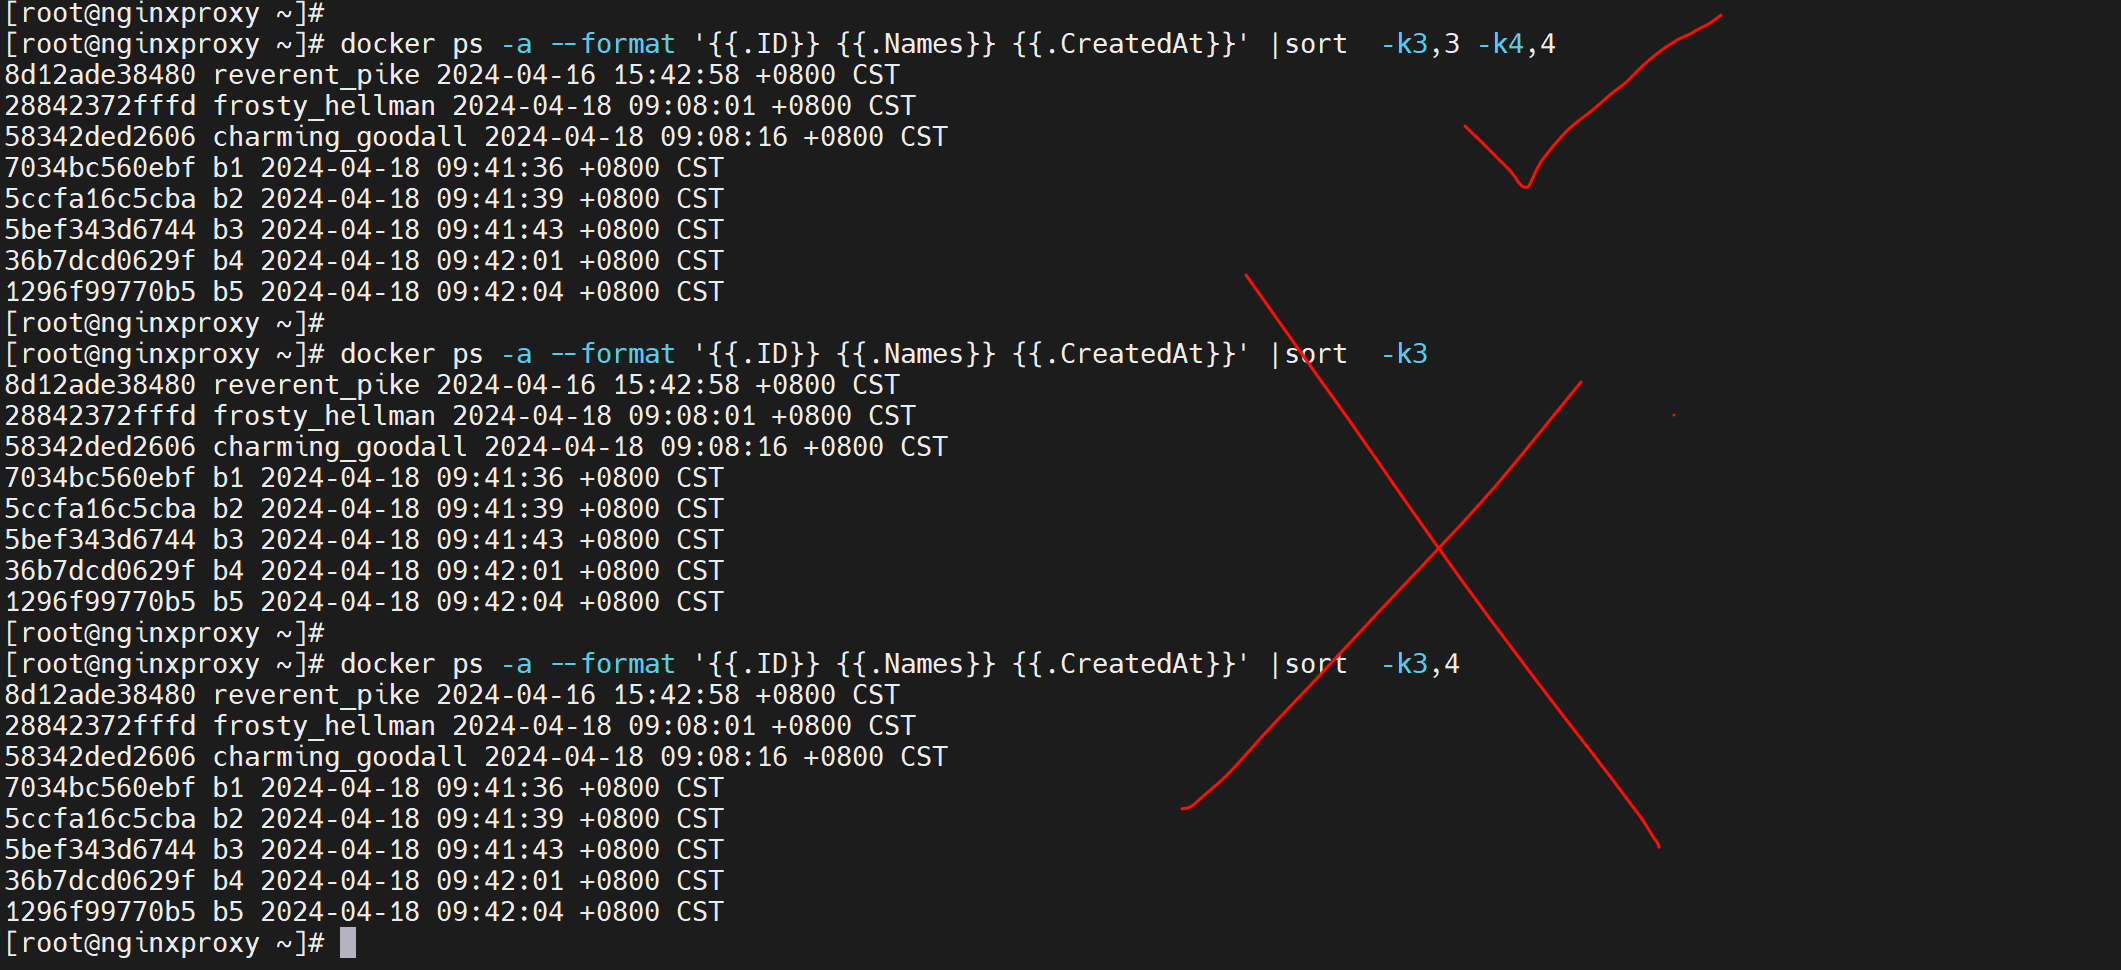 [root@nginxproxy ~]#
[root@nginxproxy ~]# docker ps -a --format '{{.ID}} {{.Names}} {{.CreatedAt}}' |sort  -k3,3 -k4,4
8d12ade38480 reverent_pike 2024-04-16 15:42:58 +0800 CST
28842372fffd frosty_hellman 2024-04-18 09:08:01 +0800 CST
58342ded2606 charming_goodall 2024-04-18 09:08:16 +0800 CST
7034bc560ebf b1 2024-04-18 09:41:36 +0800 CST
5ccfa16c5cba b2 2024-04-18 09:41:39 +0800 CST
5bef343d6744 b3 2024-04-18 09:41:43 +0800 CST
36b7dcd0629f b4 2024-04-18 09:42:01 +0800 CST
1296f99770b5 b5 2024-04-18 09:42:04 +0800 CST
[root@nginxproxy ~]#
[root@nginxproxy ~]# docker ps -a --format '{{.ID}} {{.Names}} {{.CreatedAt}}' |sort  -k3
8d12ade38480 reverent_pike 2024-04-16 15:42:58 +0800 CST
28842372fffd frosty_hellman 2024-04-18 09:08:01 +0800 CST
58342ded2606 charming_goodall 2024-04-18 09:08:16 +0800 CST
7034bc560ebf b1 2024-04-18 09:41:36 +0800 CST
5ccfa16c5cba b2 2024-04-18 09:41:39 +0800 CST
5bef343d6744 b3 2024-04-18 09:41:43 +0800 CST
36b7dcd0629f b4 2024-04-18 09:42:01 +0800 CST
1296f99770b5 b5 2024-04-18 09:42:04 +0800 CST
[root@nginxproxy ~]#
[root@nginxproxy ~]# docker ps -a --format '{{.ID}} {{.Names}} {{.CreatedAt}}' |sort  -k3,4
8d12ade38480 reverent_pike 2024-04-16 15:42:58 +0800 CST
28842372fffd frosty_hellman 2024-04-18 09:08:01 +0800 CST
58342ded2606 charming_goodall 2024-04-18 09:08:16 +0800 CST
7034bc560ebf b1 2024-04-18 09:41:36 +0800 CST
5ccfa16c5cba b2 2024-04-18 09:41:39 +0800 CST
5bef343d6744 b3 2024-04-18 09:41:43 +0800 CST
36b7dcd0629f b4 2024-04-18 09:42:01 +0800 CST
1296f99770b5 b5 2024-04-18 09:42:04 +0800 CST
[root@nginxproxy ~]#